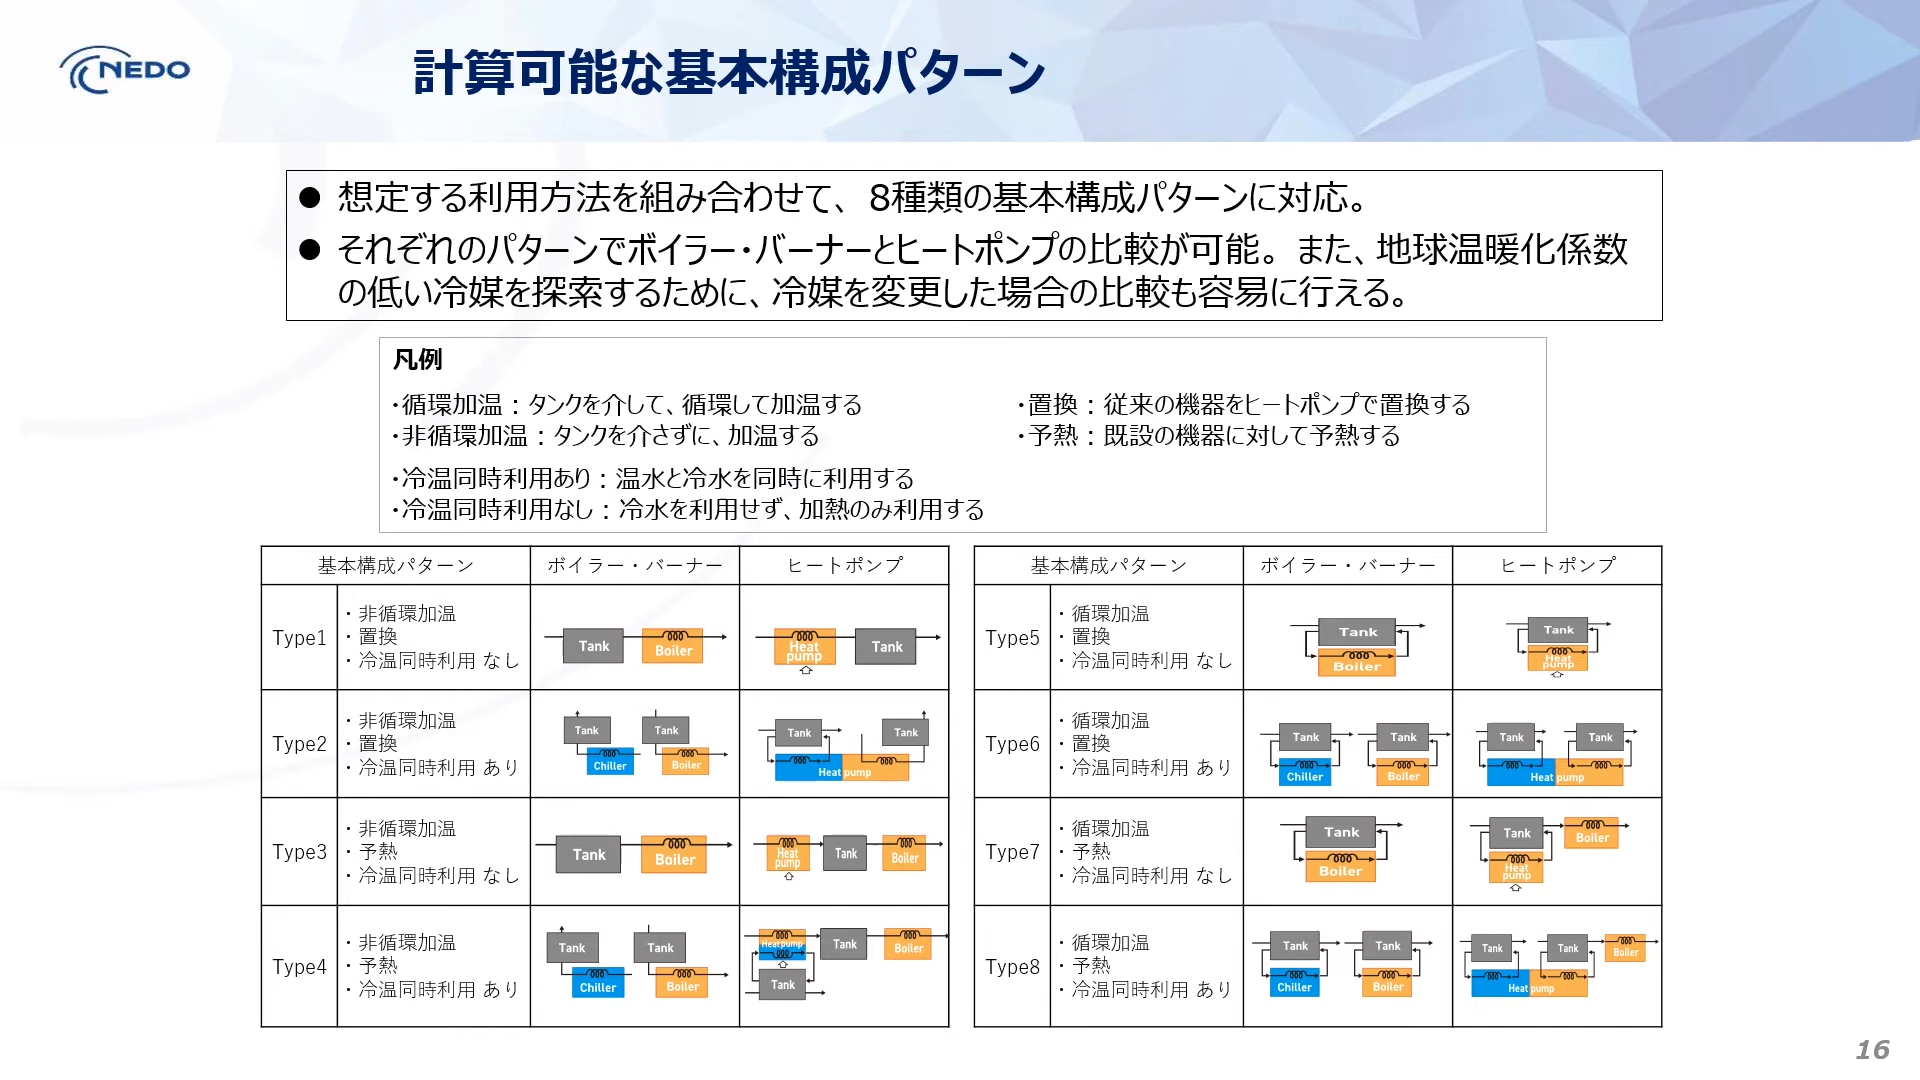 NEDO
計算可能な基本構成パターン
● 想定する利用方法を組み合わせて、8種類の基本構成パターンに対応。
● それぞれのパターンでボイラー・バーナーとヒートポンプの比較が可能。また、地球温暖化係数
の低い冷媒を探索するために、冷媒を変更した場合の比較も容易に行える。
凡例
・循環加温：タンクを介して、循環して加温する
・非循環加温：タンクを介さずに、加温する
・冷温同時利用あり：温水と冷水を同時に利用する
・冷温同時利用なし：冷水を利用せず、加熱のみ利用する
・置換：従来の機器をヒートポンプで置換する
・予熱：既設の機器に対して予熱する
基本構成パターン ボイラー・バーナー ヒートポンプ
Type1
・非循環加温
・置換
・冷温同時利用 なし
Tank Boiler
Heat
pump
Tank
Type2
・非循環加温
・置換
・冷温同時利用 あり
Tank Tank
Chiller Boiler
Tank Tank
Heat pump
Type3
・非循環加温
・予熱
・冷温同時利用 なし
Tank Boiler
Heat
pump
Tank Boiler
Type4
・非循環加温
・予熱
・冷温同時利用 あり
Tank Tank
Chiller Boiler
Heat pump Tank Boiler
Tank
基本構成パターン ボイラー・バーナー ヒートポンプ
Type5
・循環加温
・置換
・冷温同時利用 なし
Tank
Boiler
Tank
Heat
pump
Type6
・循環加温
・置換
・冷温同時利用 あり
Tank Tank
Chiller Boiler
Tank Tank
Heat pump
Type7
・循環加温
・予熱
・冷温同時利用 なし
Tank
Boiler
Tank Boiler
Heat
pump
Type8
・循環加温
・予熱
・冷温同時利用 あり
Tank Tank
Chiller Boiler
Tank Tank Boiler
Heat pump
16